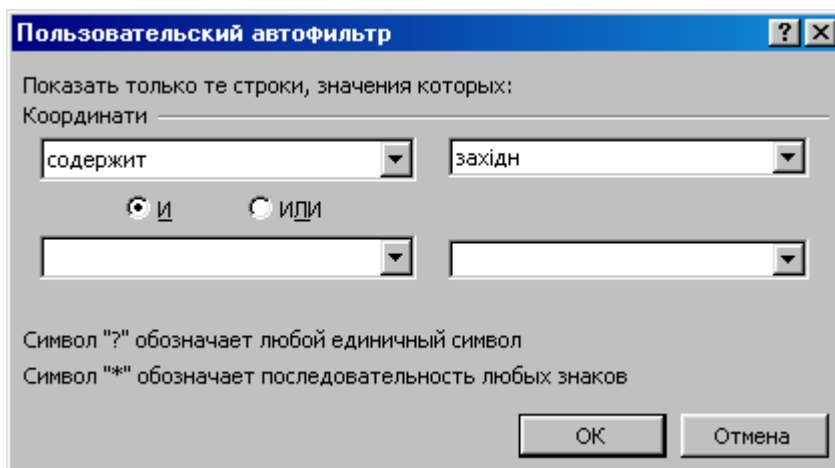 Пользовательский автофильтр
Показать только те строки, значения которых:
Координати
содержит західн
И ИЛИ
Символ "?" обозначает любой единичный символ
Символ "*" обозначает последовательность любых знаков
ОК Отмена